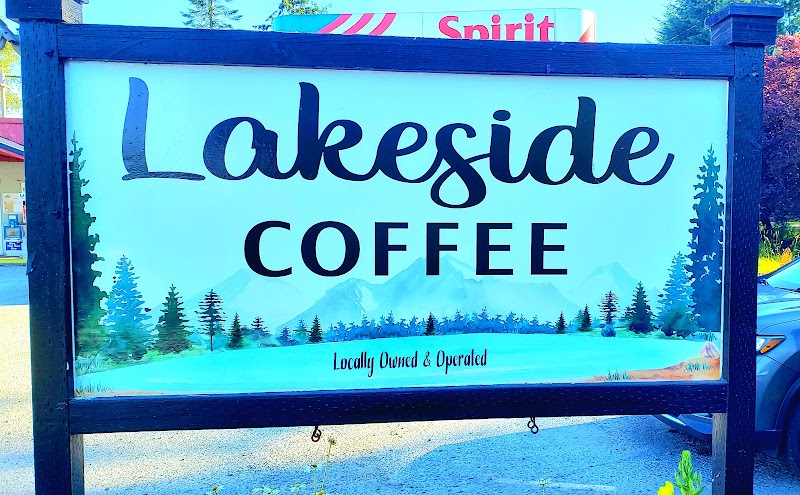 Spirit
Lakeside
COFFEE
Locally Owned & Operated